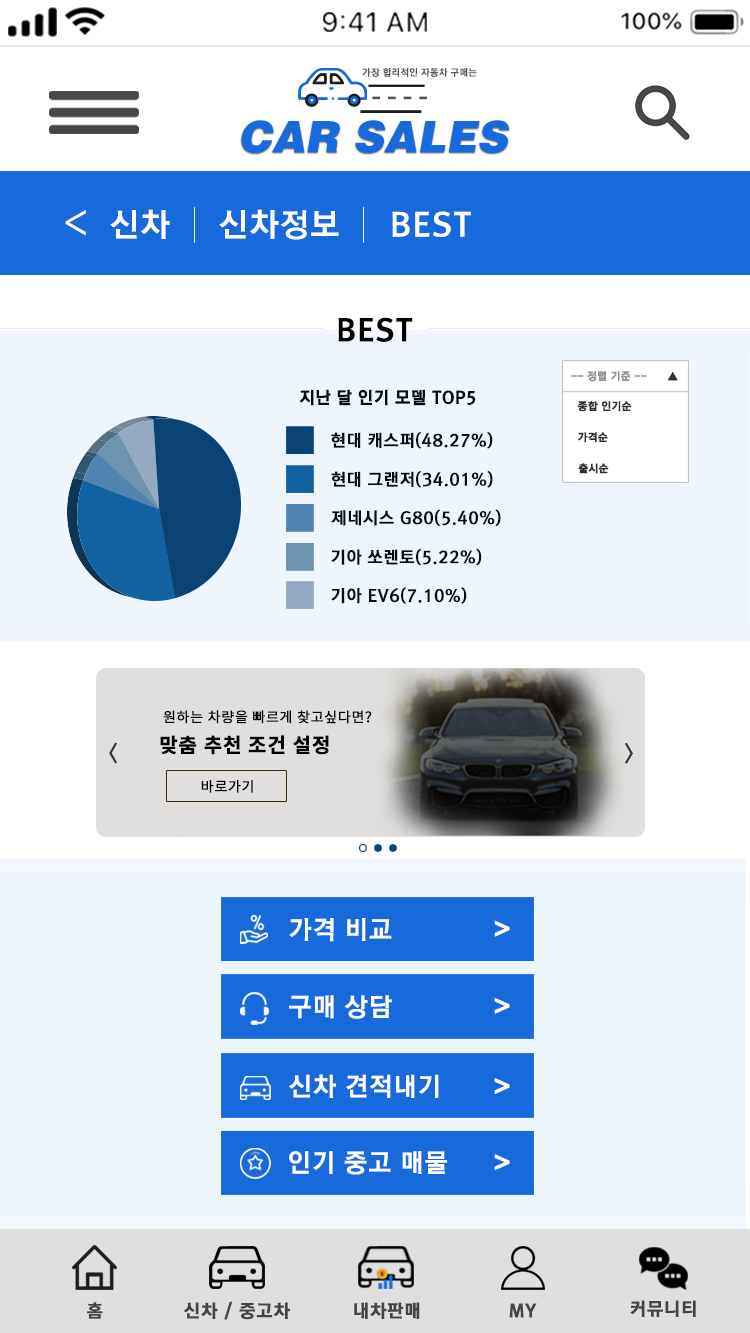 9:41 AM
100%
가장 합리적인 자동차 구매는
CAR SALES
< 신차 | 신차정보 | BEST
BEST
-- 정렬 기준 -- ▲
종합 인기순
가격순
출시순
지난 달 인기 모델 TOP5
현대 캐스퍼(48.27%)
현대 그랜저(34.01%)
제네시스 G80(5.40%)
기아 쏘렌토(5.22%)
기아 EV6(7.10%)
원하는 차량을 빠르게 찾고싶다면?
맞춤 추천 조건 설정
바로가기
가격 비교 >
구매 상담 >
신차 견적내기 >
인기 중고 매물 >
홈
신차 / 중고차
내차판매
MY
커뮤니티